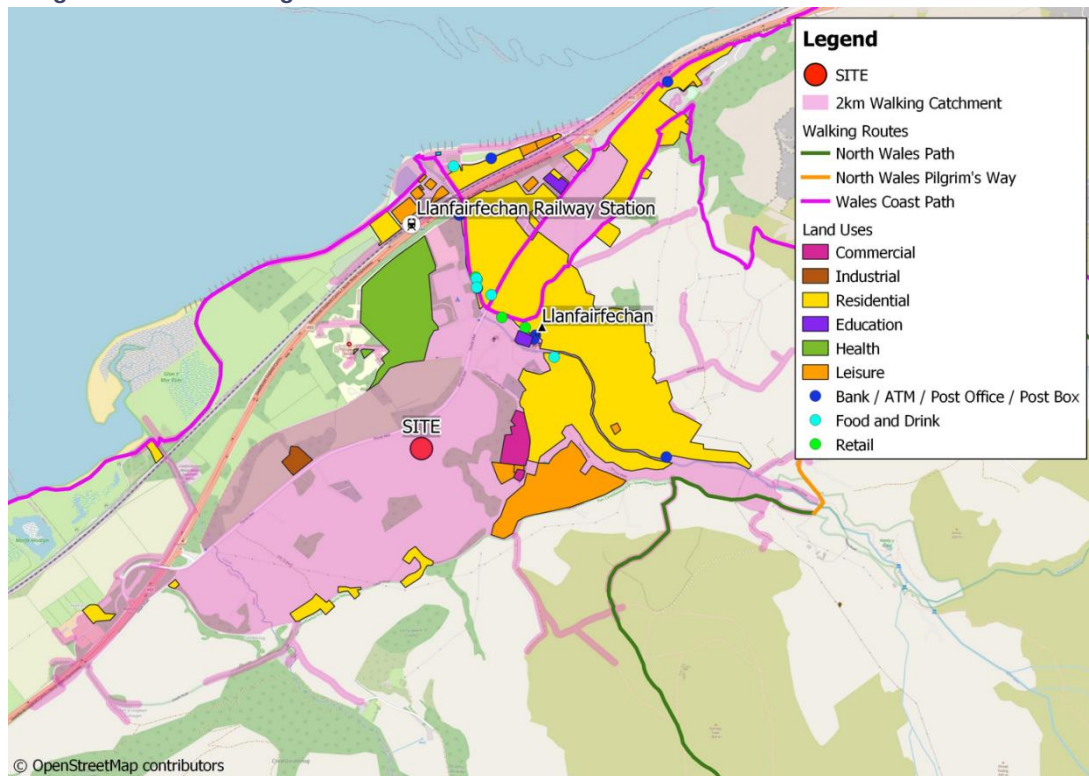 Legend
SITE
2km Walking Catchment
Walking Routes
North Wales Path
North Wales Pilgrim's Way
Wales Coast Path
Land Uses
Commercial
Industrial
Residential
Education
Health
Leisure
Bank / ATM / Post Office / Post Box
Food and Drink
Retail
Llanfairfechan Railway Station
Llanfairfechan
SITE
© OpenStreetMap contributors